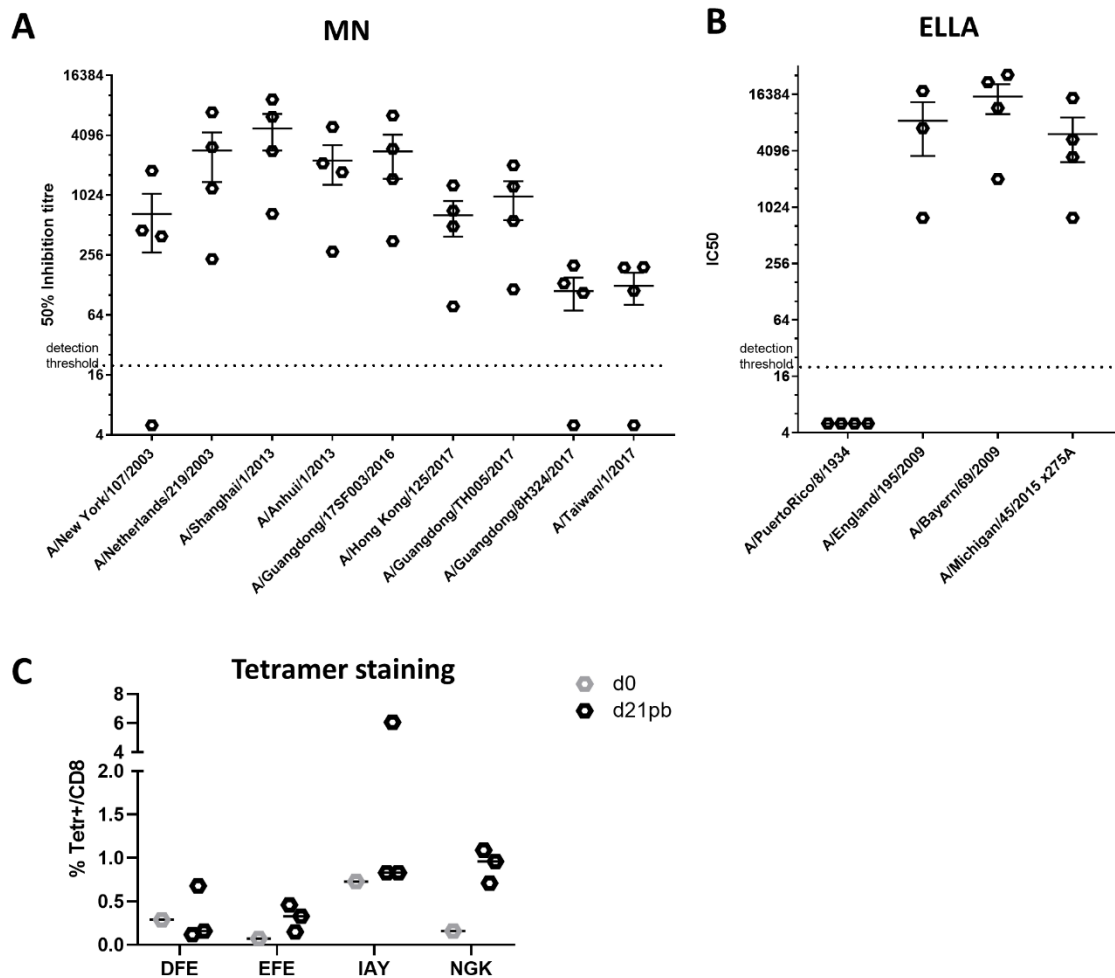 A
MN
50% Inhibition titre
16384
4096
1024
256
64
16
4
detection
threshold
A/New York/107/2003
A/Netherlands/219/2003
A/Shanghai/1/2013
A/Anhui/1/2013
A/Guangdong/17SF003/2016
A/Hong Kong/125/2017
A/Guangdong/TH005/2017
A/Guangdong/8H324/2017
A/Taiwan/1/2017
B
ELLA
IC50
16384
4096
1024
256
64
16
4
detection
threshold
A/PuertoRico/8/1934
A/England/195/2009
A/Bayern/69/2009
A/Michigan/45/2015 x275A
C
Tetramer staining
% Tetr+/CD8
8
6
4
2.0
1.5
1.0
0.5
0.0
DFE
EFE
IAY
NGK
d0
d21pb